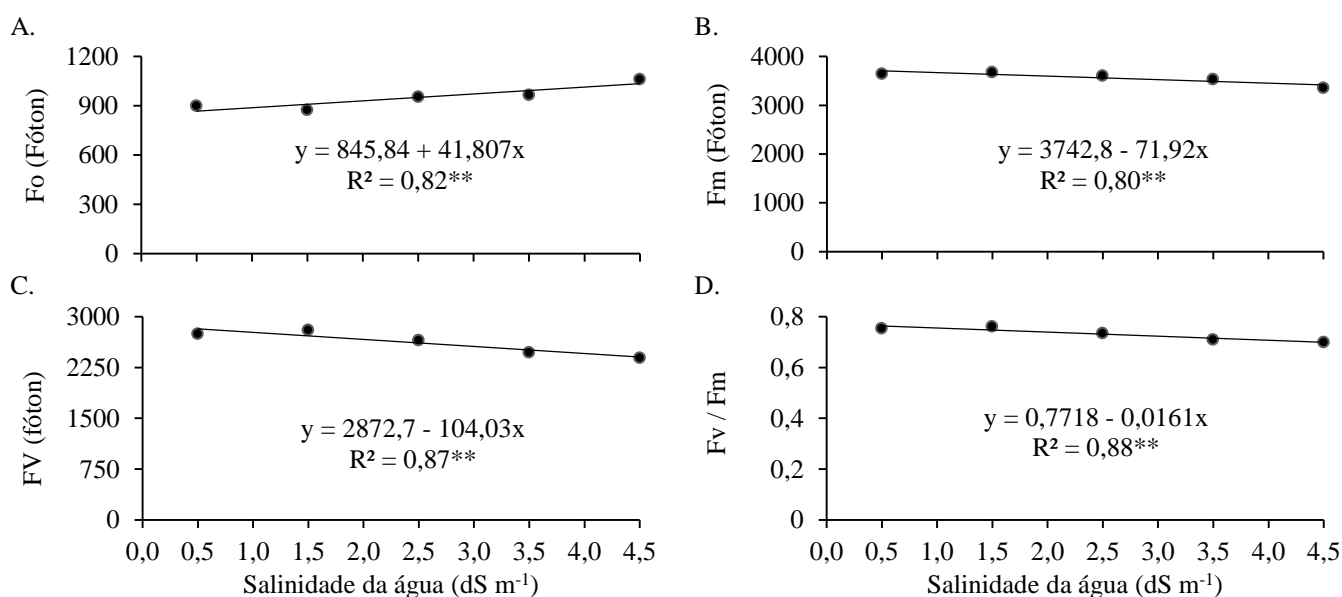 A.
1200
900
600
300
0
Fo (Fóton)
y = 845,84 + 41,807x
R² = 0,82**
B.
4000
3000
2000
1000
0
Fm (Fóton)
y = 3742,8 - 71,92x
R² = 0,80**
C.
3000
2250
1500
750
0
FV (fóton)
y = 2872,7 - 104,03x
R² = 0,87**
0,0 0,5 1,0 1,5 2,0 2,5 3,0 3,5 4,0 4,5
Salinidade da água (dS m-1)
D.
0,8
0,6
0,4
0,2
0
Fv / Fm
y = 0,7718 - 0,0161x
R² = 0,88**
0,0 0,5 1,0 1,5 2,0 2,5 3,0 3,5 4,0 4,5
Salinidade da água (dS m-1)